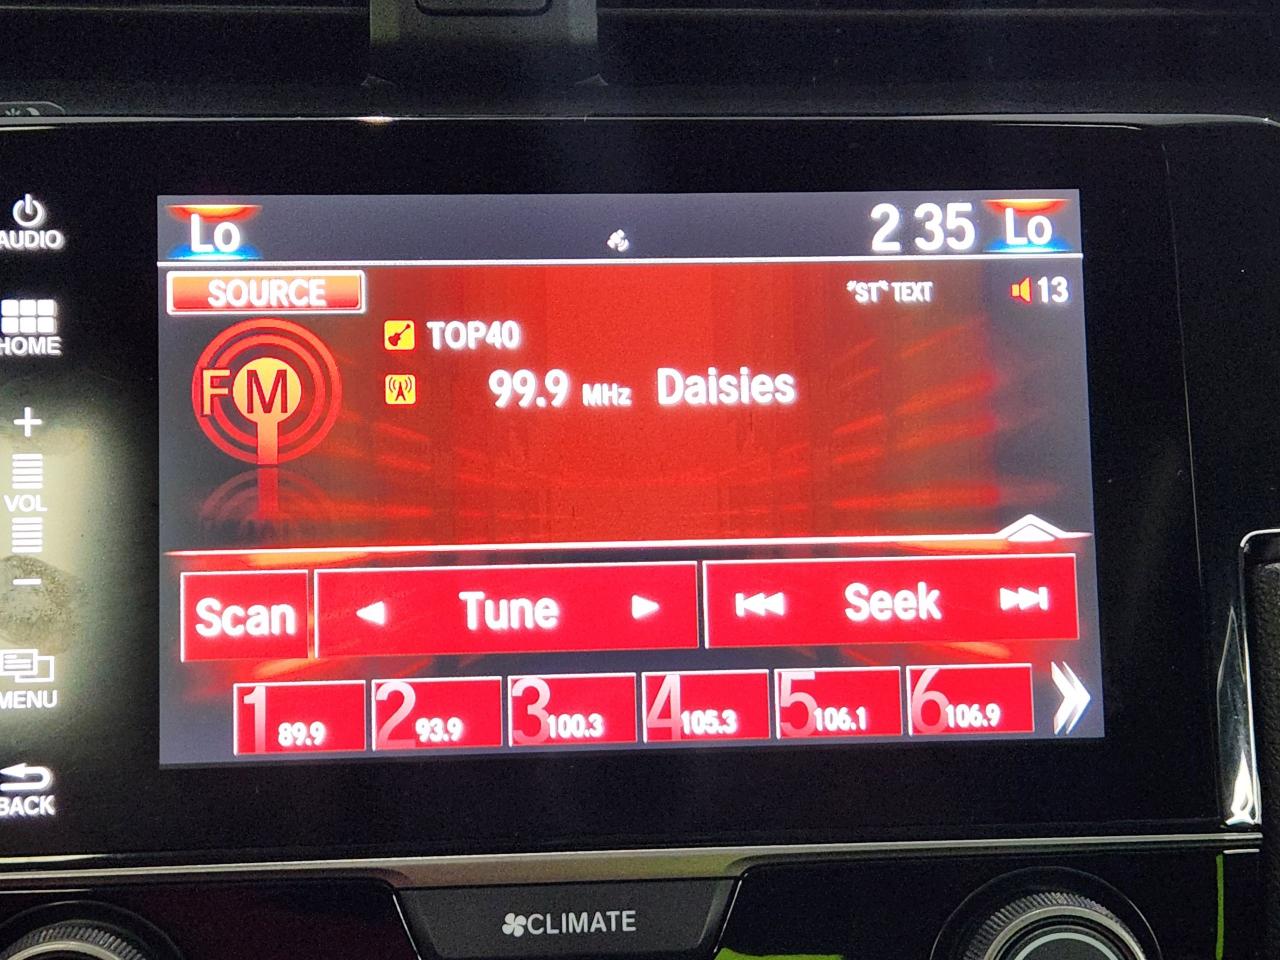 Lo
2 35
Lo
AUDIO
SOURCE
"ST" TEXT
13
HOME
FM
TOP40
99.9 MHz Daisies
+
VOL
−
Scan
Tune
Seek
MENU
1 89.9
2 93.9
3 100.3
4 105.3
5 106.1
6 106.9
BACK
CLIMATE